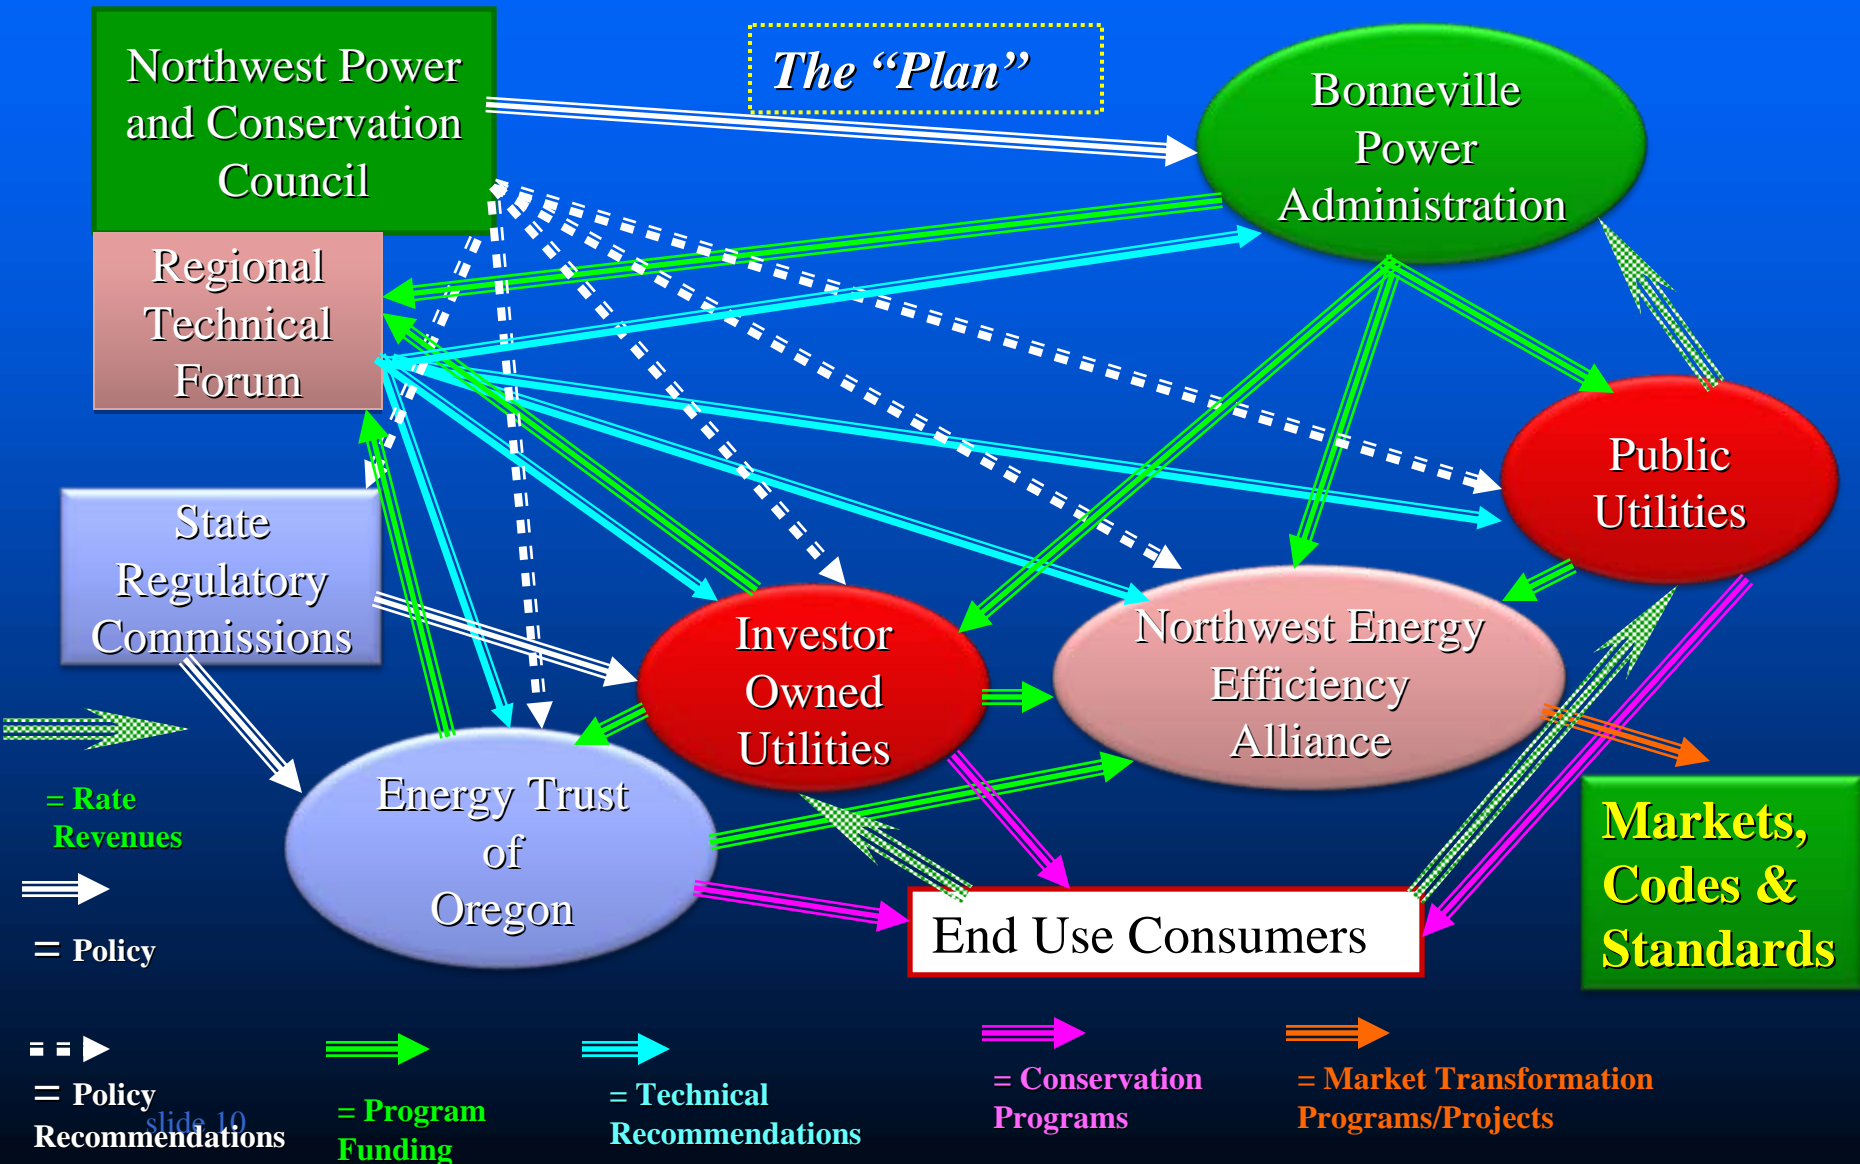 Northwest Power
and Conservation
Council
The “Plan”
Bonneville
Power
Administration
Regional
Technical
Forum
Public
Utilities
State
Regulatory
Commissions
Investor
Owned
Utilities
Northwest Energy
Efficiency
Alliance
Energy Trust
of
Oregon
End Use Consumers
Markets,
Codes &
Standards
= Rate
Revenues
= Policy
= Policy
Recommendations
slide 10
= Program
Funding
= Technical
Recommendations
= Conservation
Programs
= Market Transformation
Programs/Projects